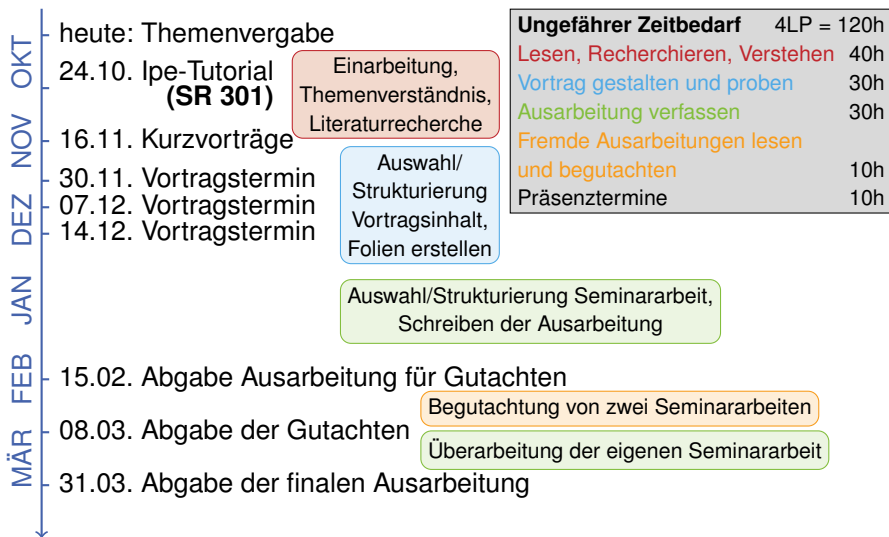 OKT
NOV
DEZ
JAN
FEB
MÄR
heute: Themenvergabe
24.10. Ipe-Tutorial
(SR 301)
Einarbeitung,
Themenverständnis,
Literaturrecherche
16.11. Kurzvorträge
30.11. Vortragstermin
07.12. Vortragstermin
14.12. Vortragstermin
Auswahl/
Strukturierung
Vortragsinhalt,
Folien erstellen
Auswahl/Strukturierung Seminararbeit,
Schreiben der Ausarbeitung
15.02. Abgabe Ausarbeitung für Gutachten
Begutachtung von zwei Seminararbeiten
08.03. Abgabe der Gutachten
Überarbeitung der eigenen Seminararbeit
31.03. Abgabe der finalen Ausarbeitung
Ungefährer Zeitbedarf 4LP = 120h
Lesen, Recherchieren, Verstehen 40h
Vortrag gestalten und proben 30h
Ausarbeitung verfassen 30h
Fremde Ausarbeitungen lesen
und begutachten 10h
Präsenztermine 10h